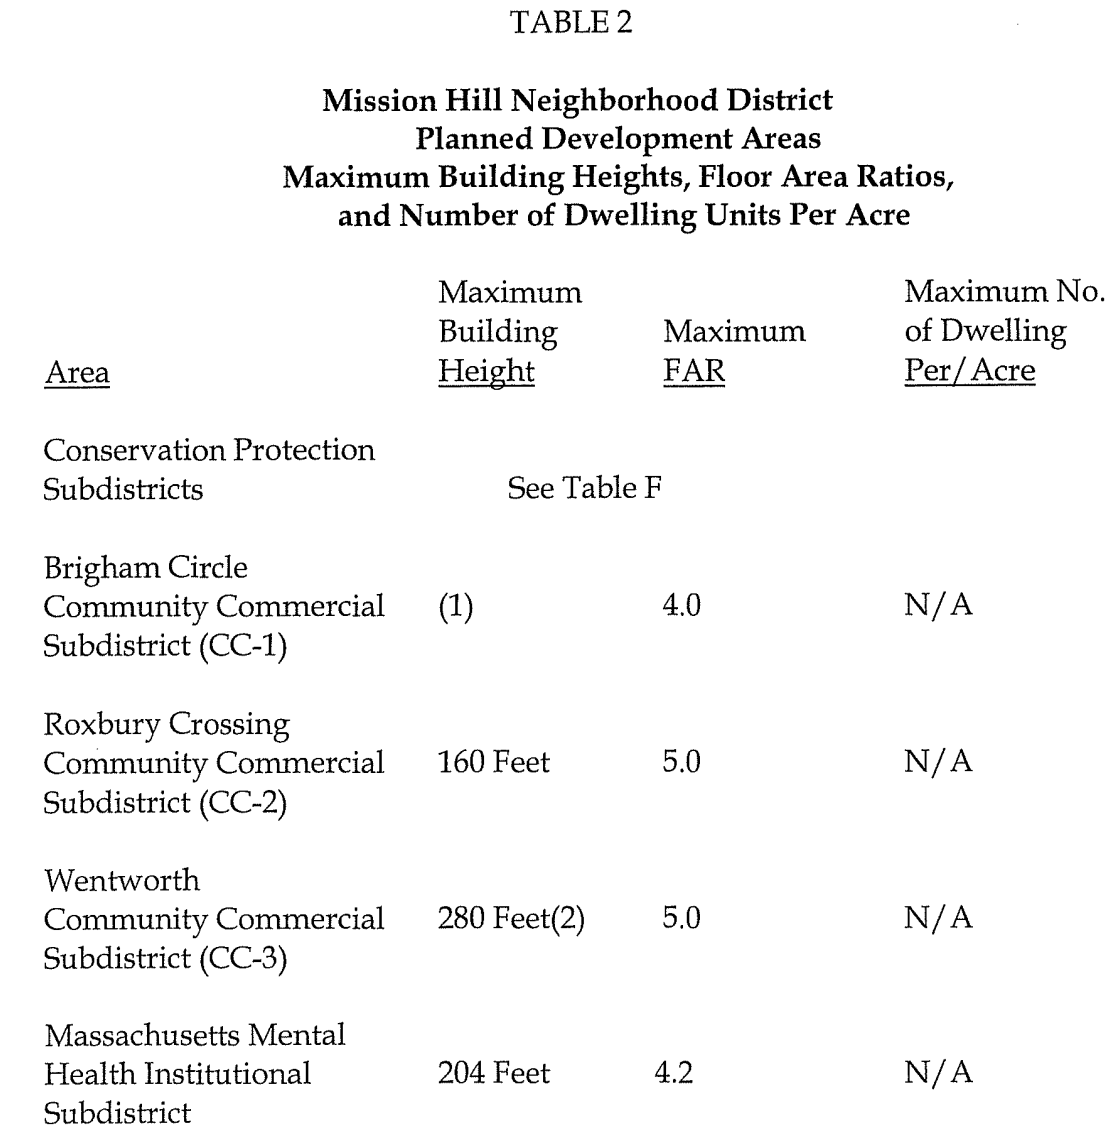 TABLE 2
Mission Hill Neighborhood District
Planned Development Areas
Maximum Building Heights, Floor Area Ratios,
and Number of Dwelling Units Per Acre
Maximum Maximum No.
Building Maximum of Dwelling
Area Height FAR Per/Acre
Conservation Protection
Subdistricts See Table F
Brigham Circle
Community Commercial (1) 4.0 N/A
Subdistrict (CC-1)
Roxbury Crossing
Community Commercial 160 Feet 5.0 N/A
Subdistrict (CC-2)
Wentworth
Community Commercial 280 Feet(2) 5.0 N/A
Subdistrict (CC-3)
Massachusetts Mental
Health Institutional 204 Feet 4.2 N/A
Subdistrict